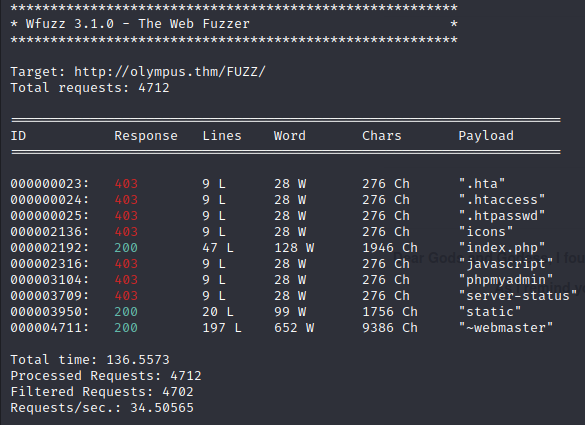 ********************************************************
* Wfuzz 3.1.0 - The Web Fuzzer                         *
********************************************************
Target: http://olympus.thm/FUZZ/
Total requests: 4712
=====================================================================
ID           Response   Lines    Word       Chars       Payload
=====================================================================
000000023:   403        9 L      28 W       276 Ch      ".hta"
000000024:   403        9 L      28 W       276 Ch      ".htaccess"
000000025:   403        9 L      28 W       276 Ch      ".htpasswd"
000002136:   403        9 L      28 W       276 Ch      "icons"
000002192:   200        47 L     128 W      1946 Ch     "index.php"
000002316:   403        9 L      28 W       276 Ch      "javascript"
000003104:   403        9 L      28 W       276 Ch      "phpmyadmin"
000003709:   403        9 L      28 W       276 Ch      "server-status"
000003950:   200        20 L     99 W       1756 Ch     "static"
000004711:   200        197 L    652 W      9386 Ch     "~webmaster"
Total time: 136.5573
Processed Requests: 4712
Filtered Requests: 4702
Requests/sec.: 34.50565